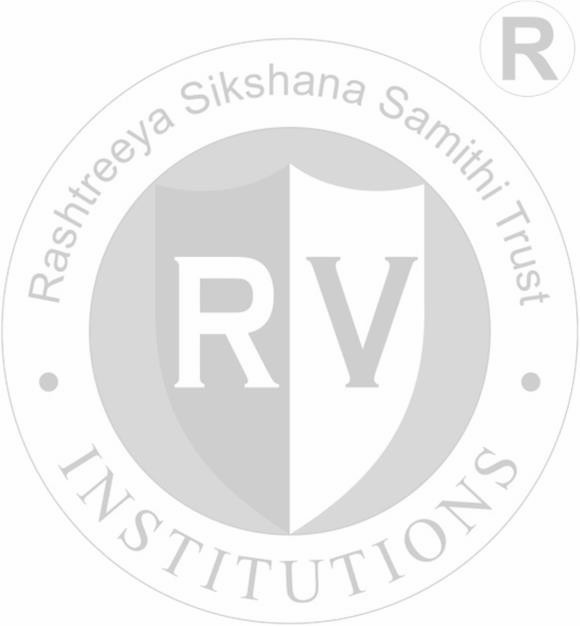 R
Rashtreeya Sikshana Samithi Trust
RV
INSTITUTIONS